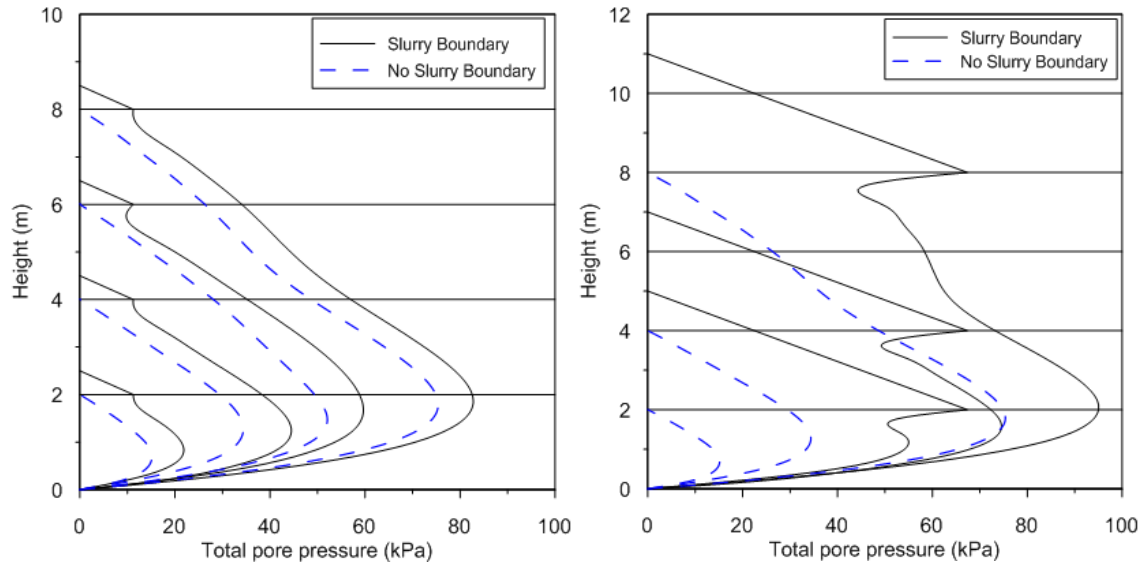 10
8
6
4
2
0
Height (m)
Slurry Boundary
No Slurry Boundary
0 20 40 60 80 100
Total pore pressure (kPa)
12
10
8
6
4
2
0
Height (m)
Slurry Boundary
No Slurry Boundary
0 20 40 60 80 100
Total pore pressure (kPa)